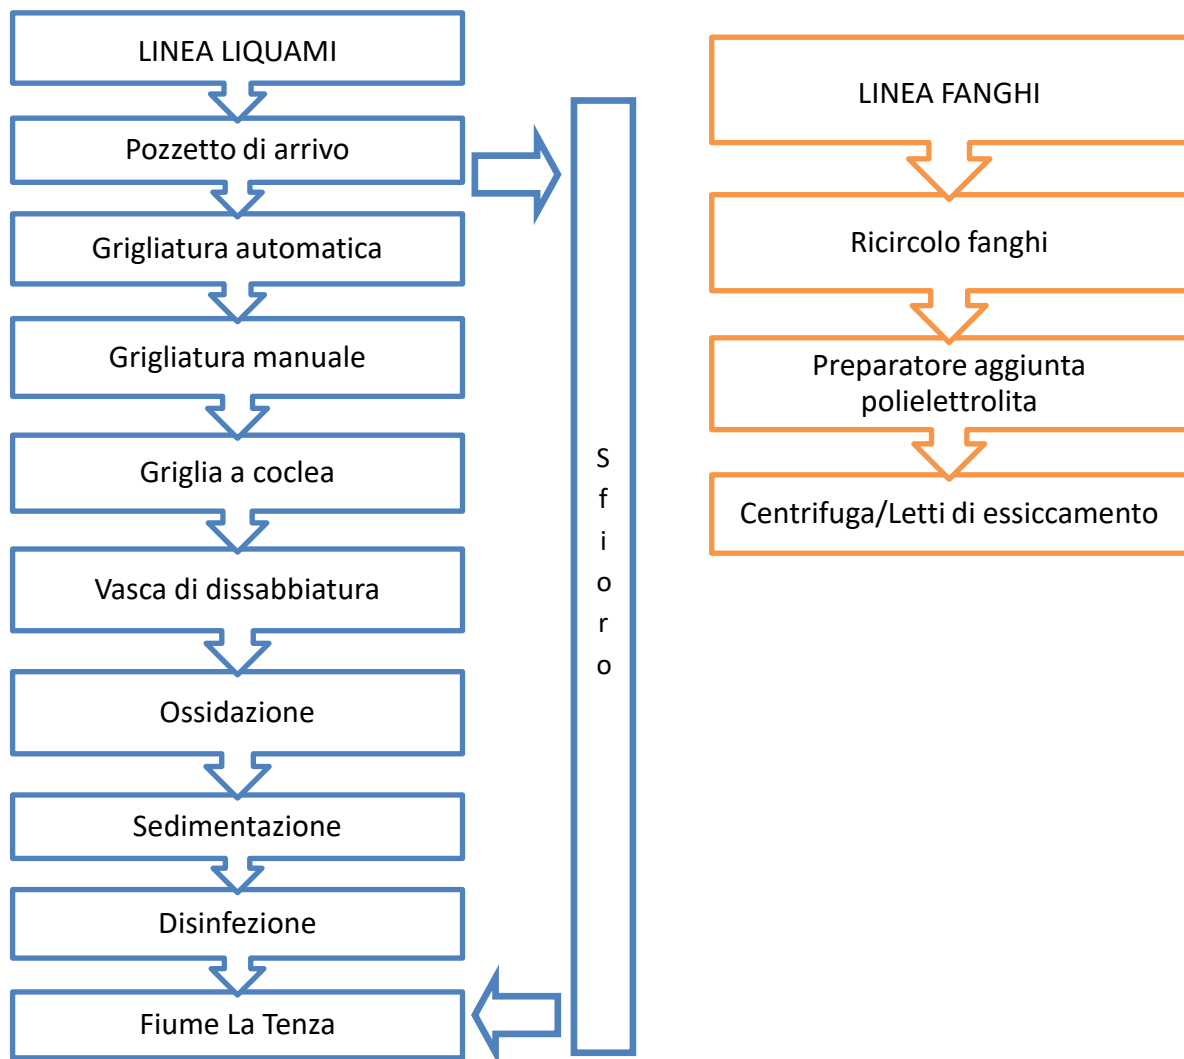 LINEA LIQUAMI
Pozzetto di arrivo
Grigliatura automatica
Grigliatura manuale
Griglia a coclea
Vasca di dissabbiatura
Ossidazione
Sedimentazione
Disinfezione
Fiume La Tenza
S
f
i
o
r
o
LINEA FANGHI
Ricircolo fanghi
Preparatore aggiunta
polielettrolita
Centrifuga/Letti di essiccamento